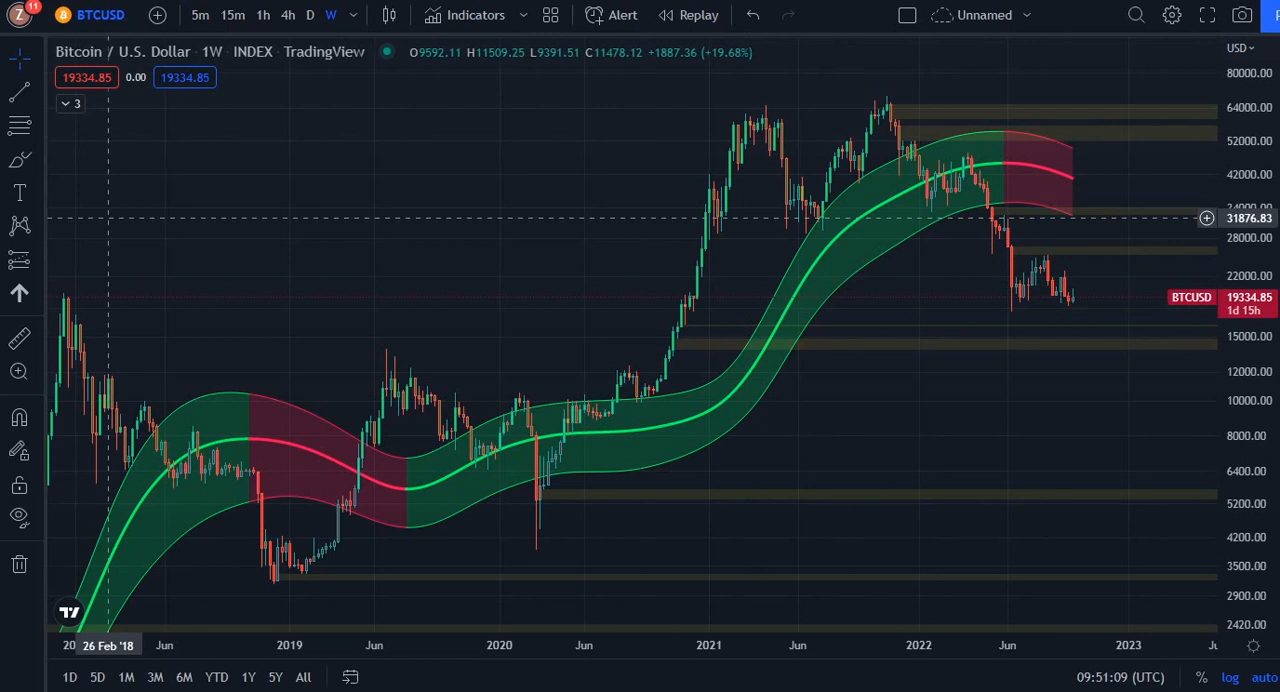 Z 11 BTCUSD 5m 15m 1h 4h D W Indicators Alert Replay Unnamed
Bitcoin / U.S. Dollar · 1W · INDEX · TradingView O9592.11 H11509.25 L9391.51 C11478.12 +1887.36 (+19.68%) USD
19334.85 0.00 19334.85
80000.00
3
64000.00
52000.00
42000.00
31876.83
28000.00
22000.00
BTCUSD 19334.85
1d 15h
15000.00
12000.00
10000.00
8000.00
6400.00
5200.00
4200.00
3500.00
2900.00
2420.00
26 Feb '18 Jun 2019 Jun 2020 Jun 2021 Jun 2022 Jun 2023
1D 5D 1M 3M 6M YTD 1Y 5Y All 09:51:09 (UTC) % log auto